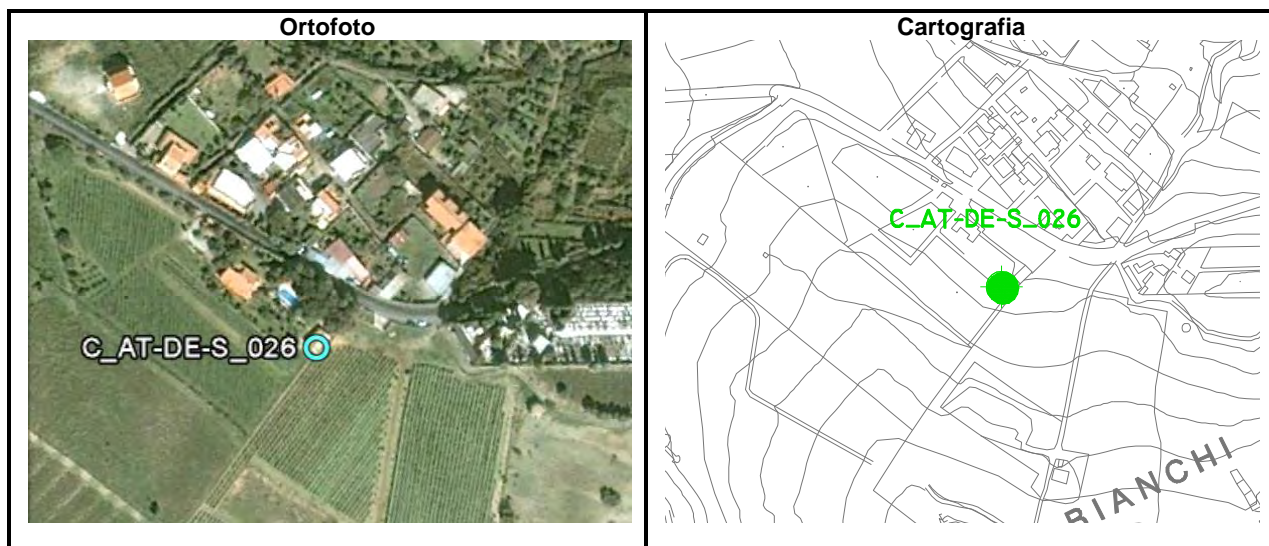 Ortofoto
Cartografia
C_AT-DE-S_026
C_AT-DE-S_026
BIANCHI